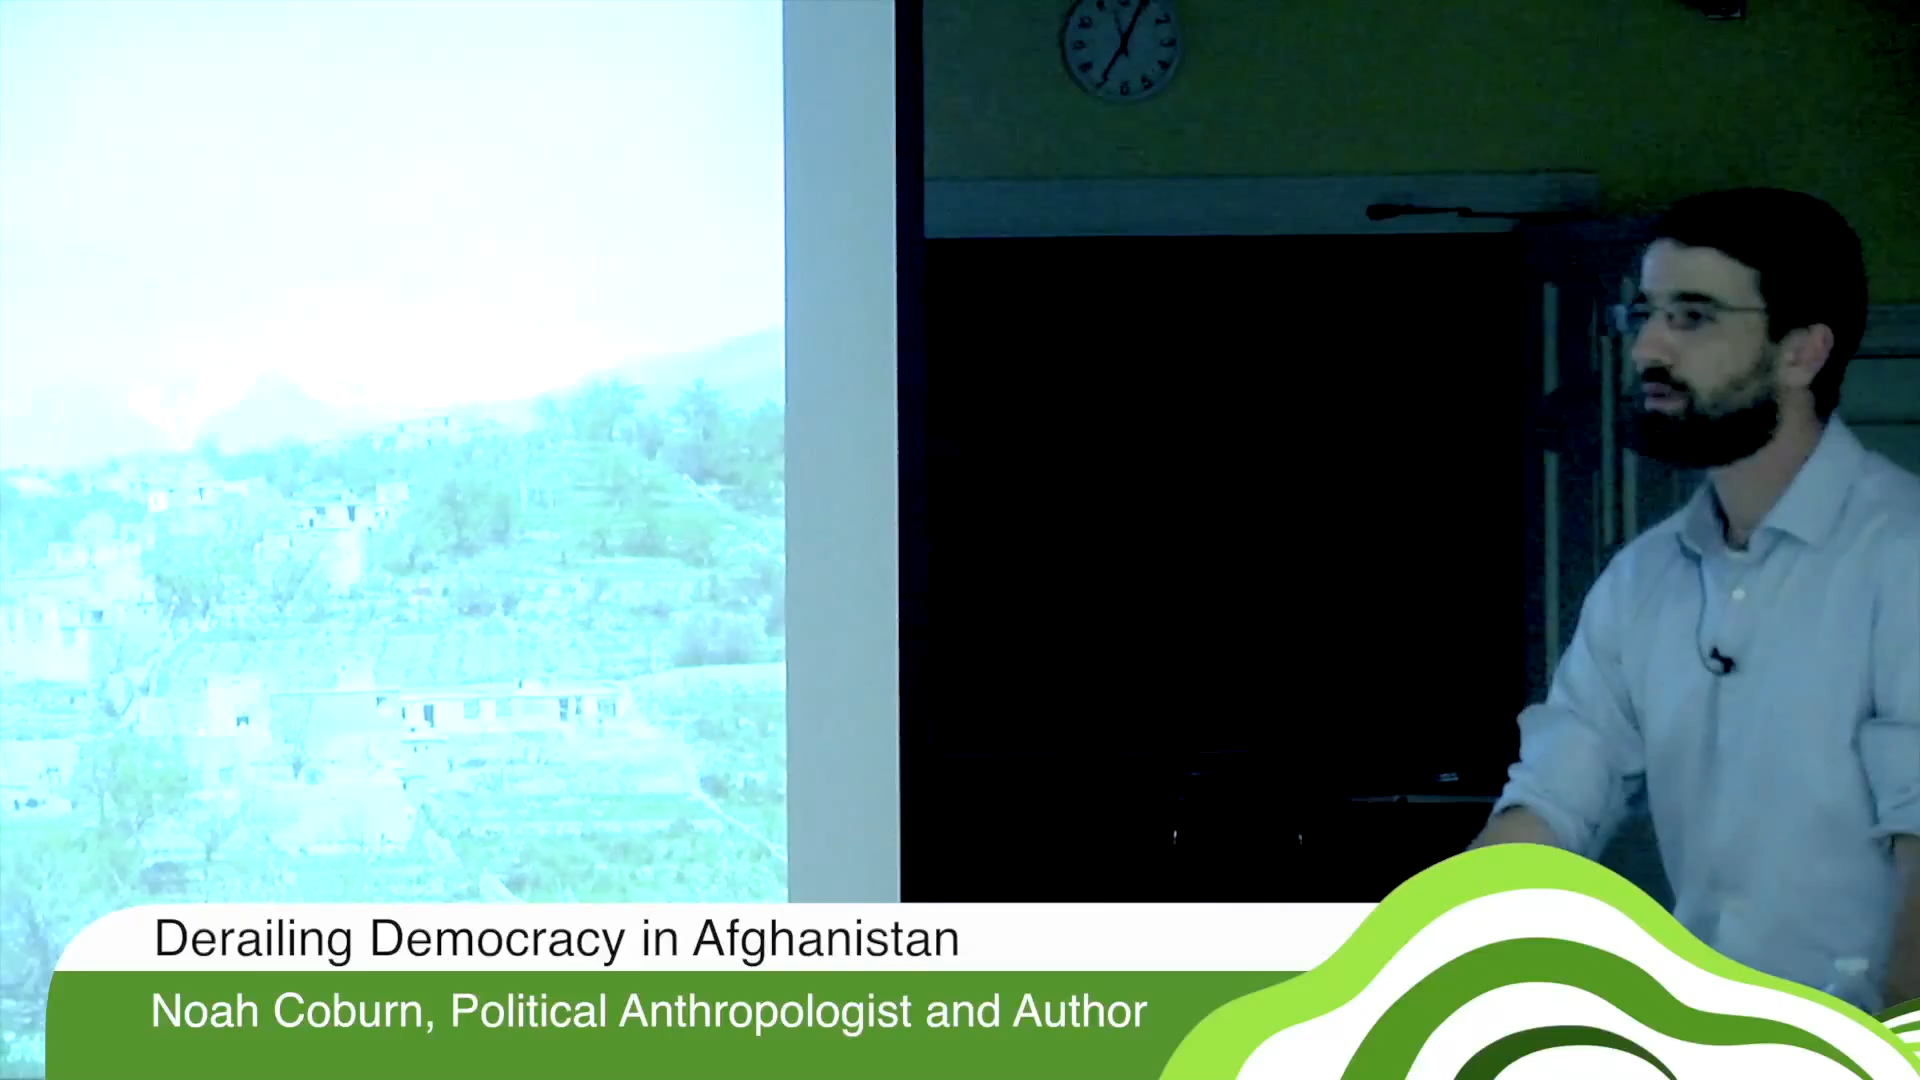 Derailing Democracy in Afghanistan
Noah Coburn, Political Anthropologist and Author